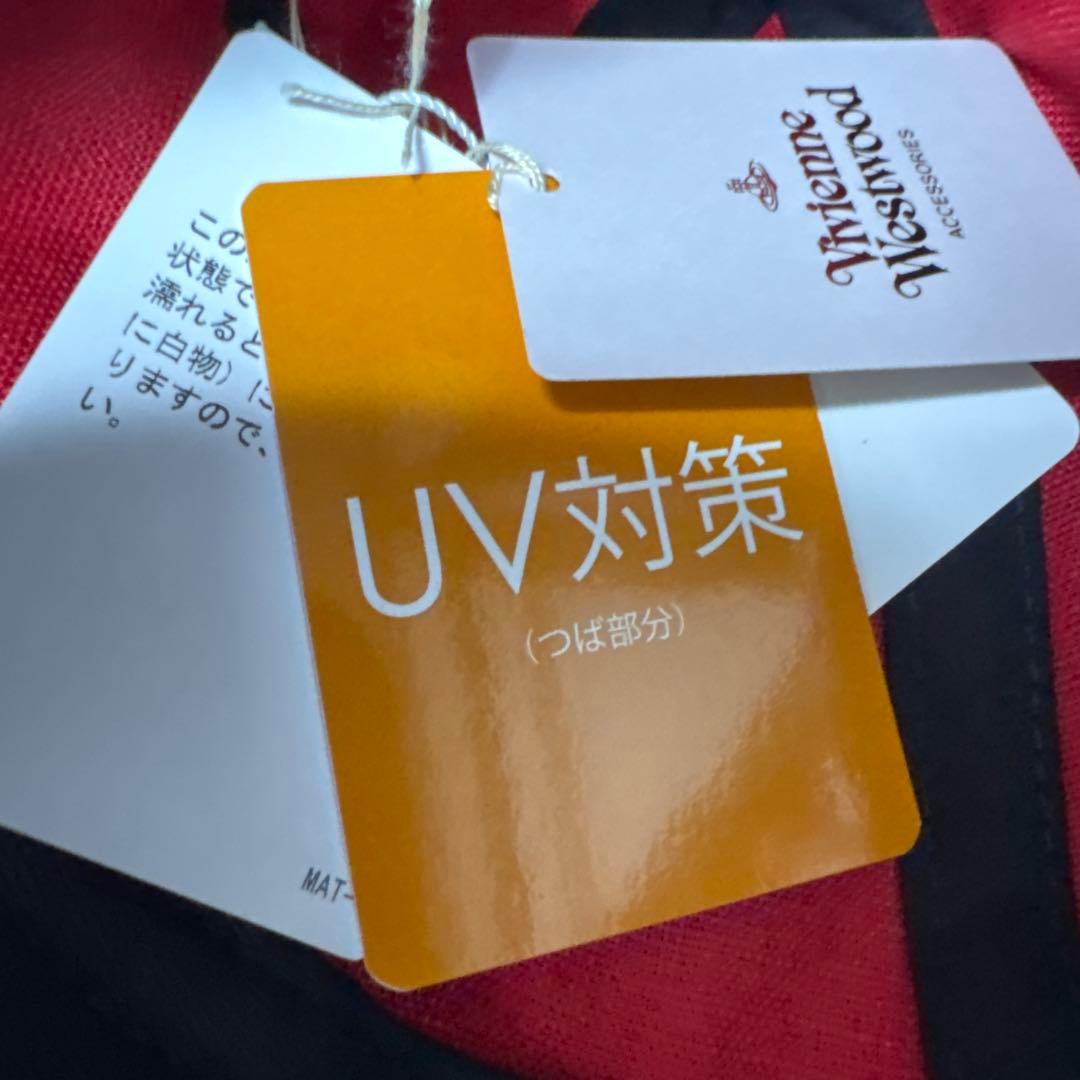 Vivienne
Westwood
ACCESSORIES
この
状態で
濡れると
に白物）に
りますので、
い。
UV対策
（つば部分）
MAT-